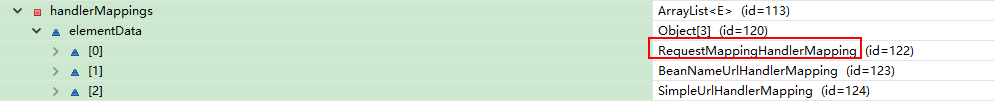 handlerMappings ArrayList<E> (id=113)
elementData Object[3] (id=120)
[0] RequestMappingHandlerMapping (id=122)
[1] BeanNameUrlHandlerMapping (id=123)
[2] SimpleUrlHandlerMapping (id=124)